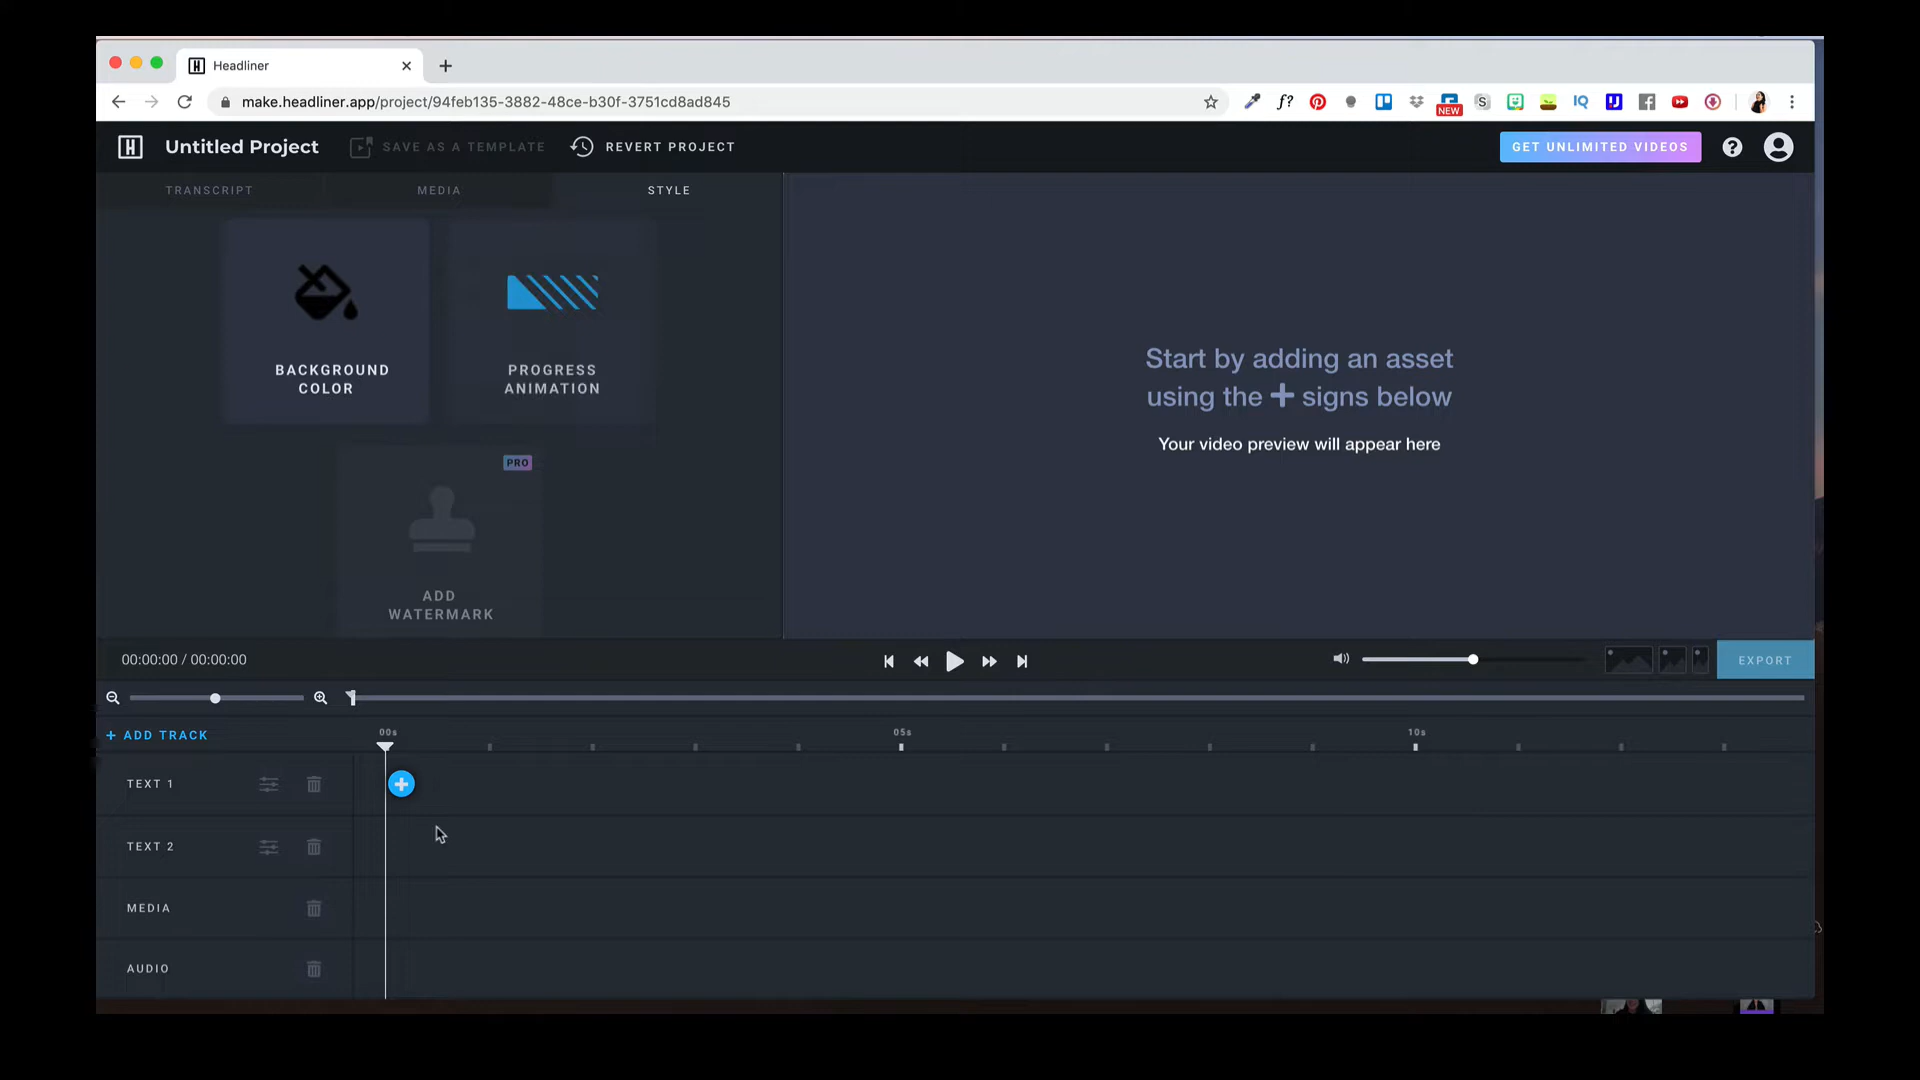 Headliner
make.headliner.app/project/94feb135-3882-48ce-b30f-3751cd8ad845
f?
NEW
S
IQ
Untitled Project
SAVE AS A TEMPLATE
REVERT PROJECT
GET UNLIMITED VIDEOS
?
TRANSCRIPT
MEDIA
STYLE
BACKGROUND
COLOR
PROGRESS
ANIMATION
PRO
ADD
WATERMARK
Start by adding an asset
using the + signs below
Your video preview will appear here
00:00:00 / 00:00:00
EXPORT
+ ADD TRACK
00s
05s
10s
TEXT 1
TEXT 2
MEDIA
AUDIO